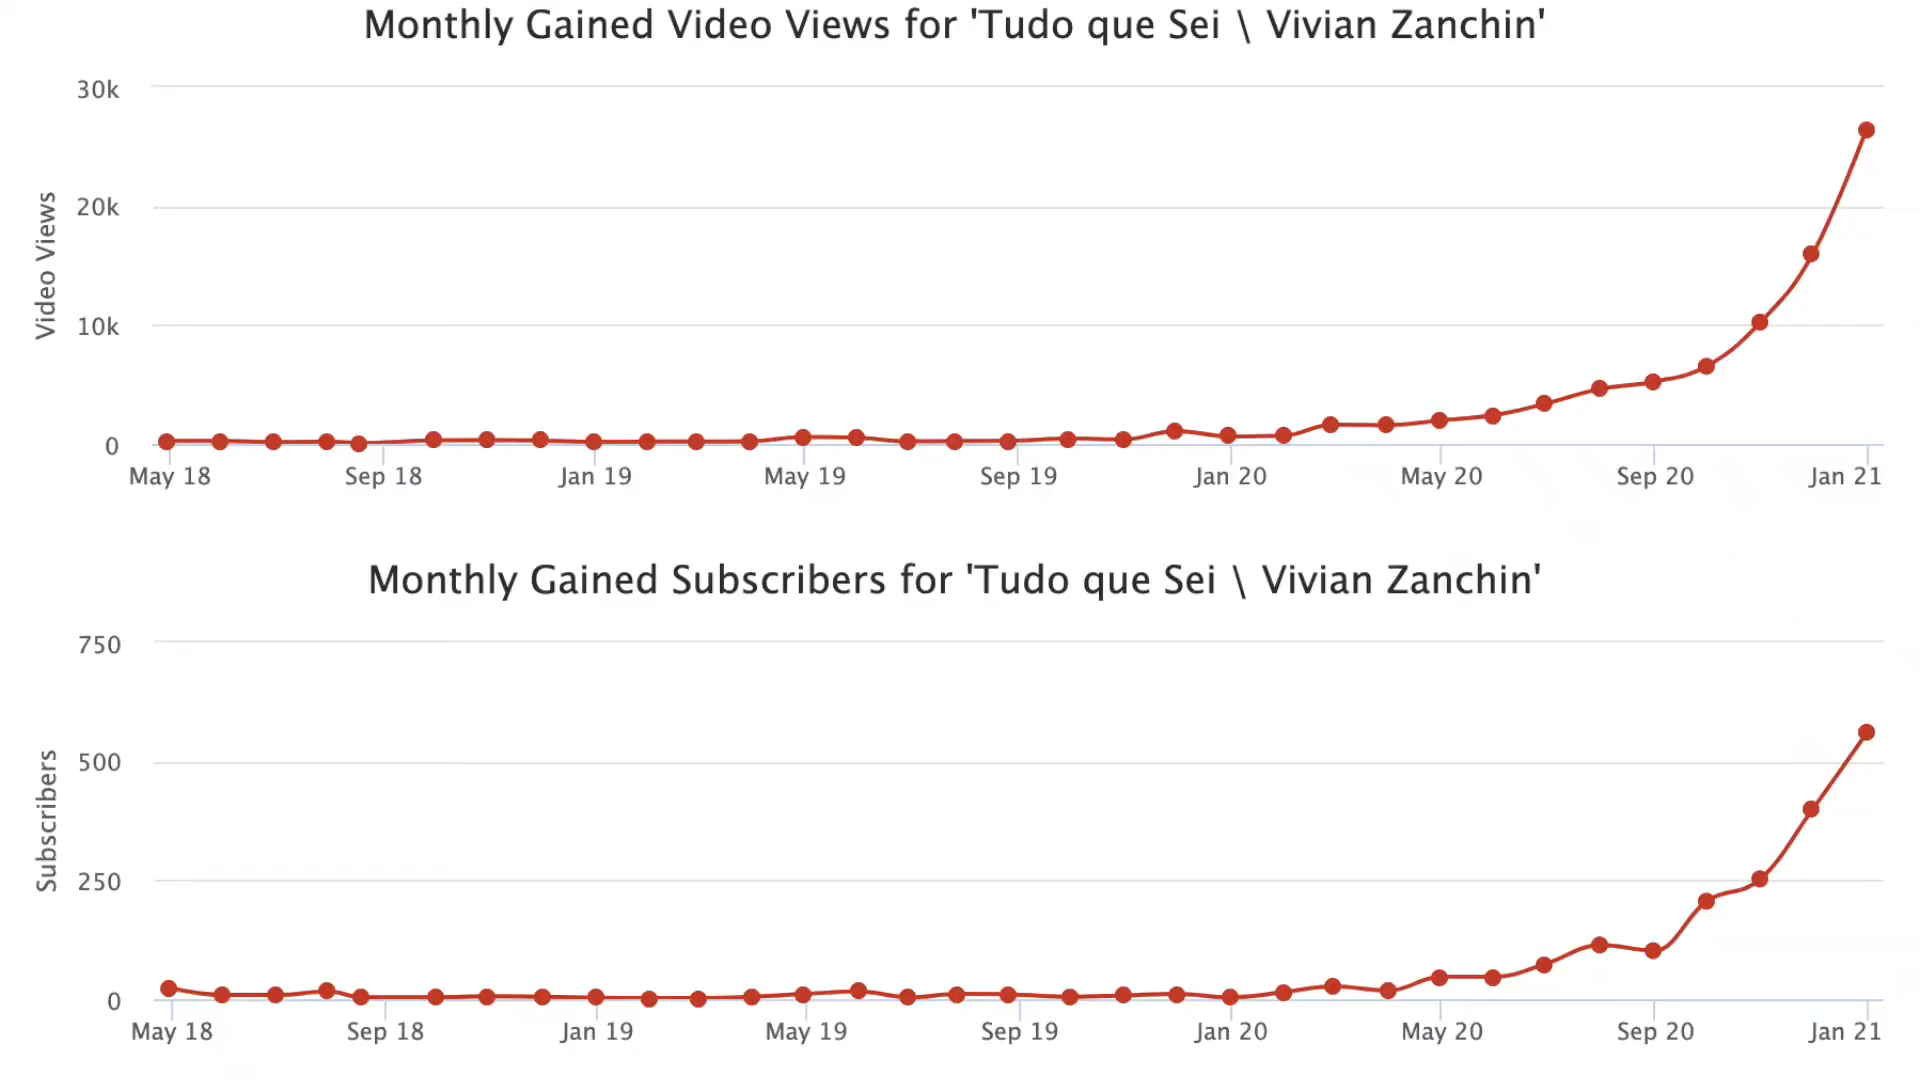 Monthly Gained Video Views for 'Tudo que Sei \ Vivian Zanchin'
30k
20k
10k
0
Video Views
May 18 Sep 18 Jan 19 May 19 Sep 19 Jan 20 May 20 Sep 20 Jan 21
Monthly Gained Subscribers for 'Tudo que Sei \ Vivian Zanchin'
750
500
250
0
Subscribers
May 18 Sep 18 Jan 19 May 19 Sep 19 Jan 20 May 20 Sep 20 Jan 21